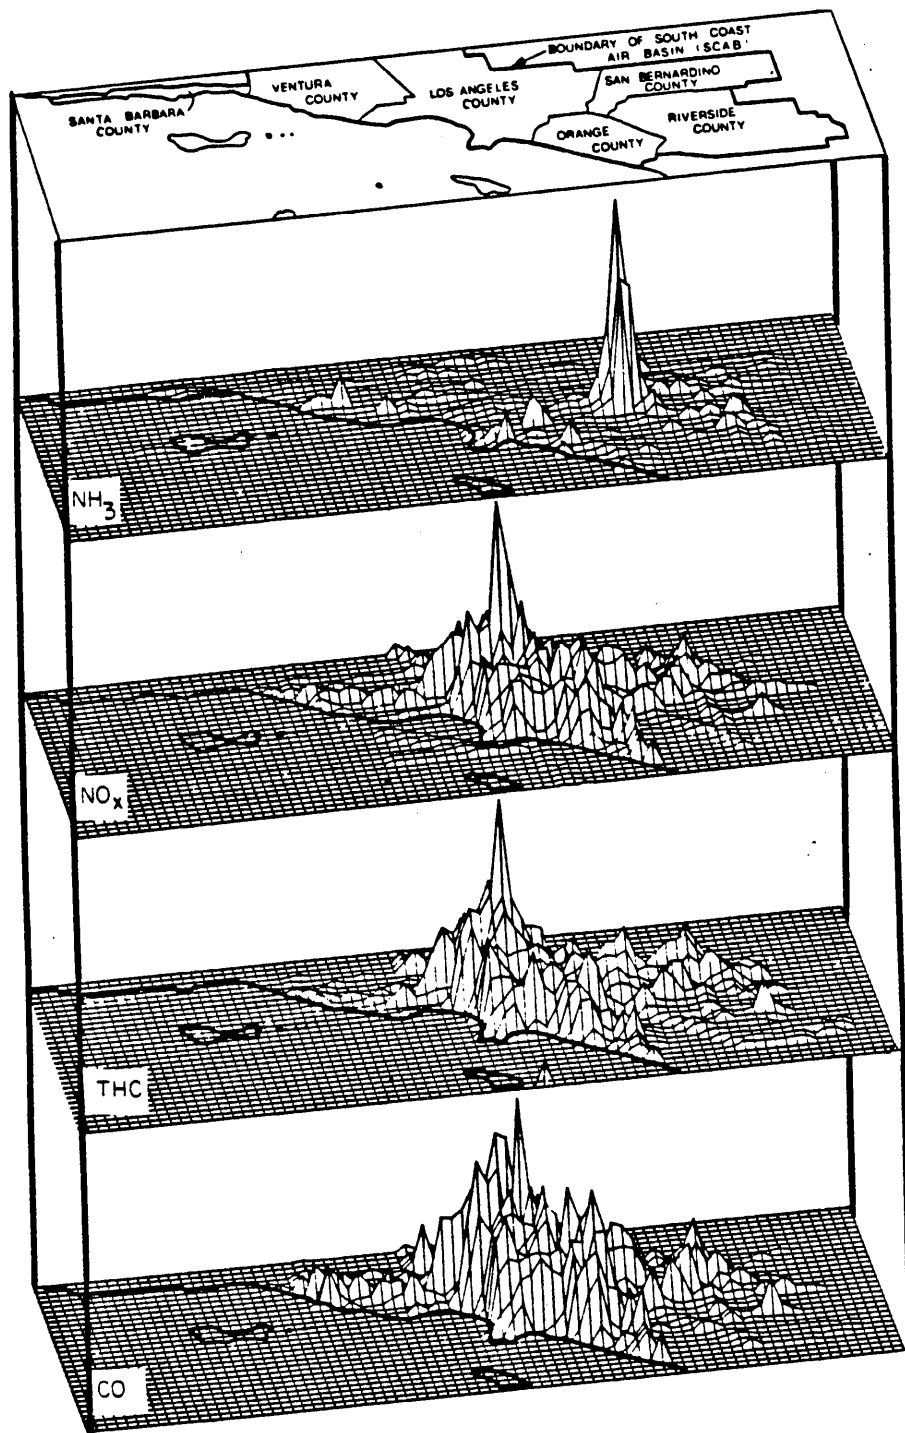 BOUNDARY OF SOUTH COAST
AIR BASIN (SCAB)
VENTURA
COUNTY
SANTA BARBARA
COUNTY
LOS ANGELES
COUNTY
SAN BERNARDINO
COUNTY
ORANGE
COUNTY
RIVERSIDE
COUNTY
NH3
NOx
THC
CO